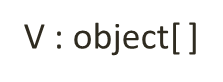 V : object[ ]